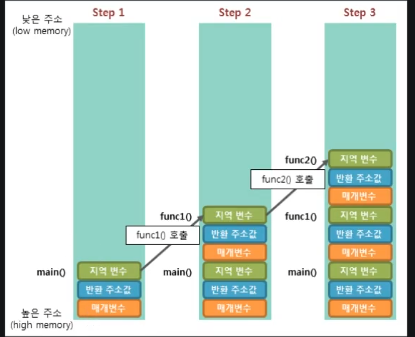 Step 1
Step 2
Step 3
낮은 주소
(low memory)
func2()
지역 변수
func2() 호출
반환 주소값
매개변수
func1()
지역 변수
func1()
지역 변수
func1() 호출
반환 주소값
반환 주소값
매개변수
매개변수
main()
지역 변수
main()
지역 변수
main()
지역 변수
반환 주소값
반환 주소값
반환 주소값
높은 주소
(high memory)
매개변수
매개변수
매개변수